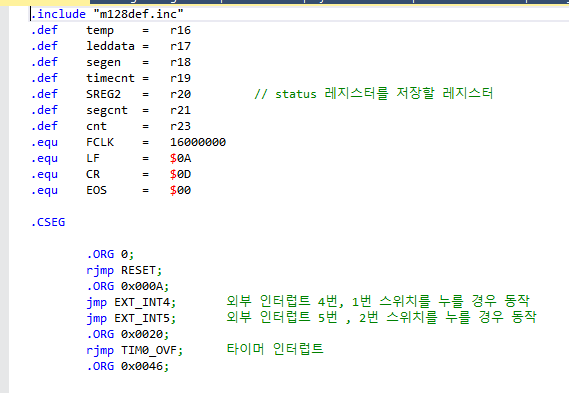 .include "m128def.inc"
.def temp = r16
.def leddata = r17
.def segen = r18
.def timecnt = r19
.def SREG2 = r20 // status 레지스터를 저장할 레지스터
.def segcnt = r21
.def cnt = r23
.equ FCLK = 16000000
.equ LF = $0A
.equ CR = $0D
.equ EOS = $00
.CSEG
.ORG 0;
rjmp RESET;
.ORG 0x000A;
jmp EXT_INT4; 외부 인터럽트 4번, 1번 스위치를 누를 경우 동작
jmp EXT_INT5; 외부 인터럽트 5번 , 2번 스위치를 누를 경우 동작
.ORG 0x0020;
rjmp TIM0_OVF; 타이머 인터럽트
.ORG 0x0046;